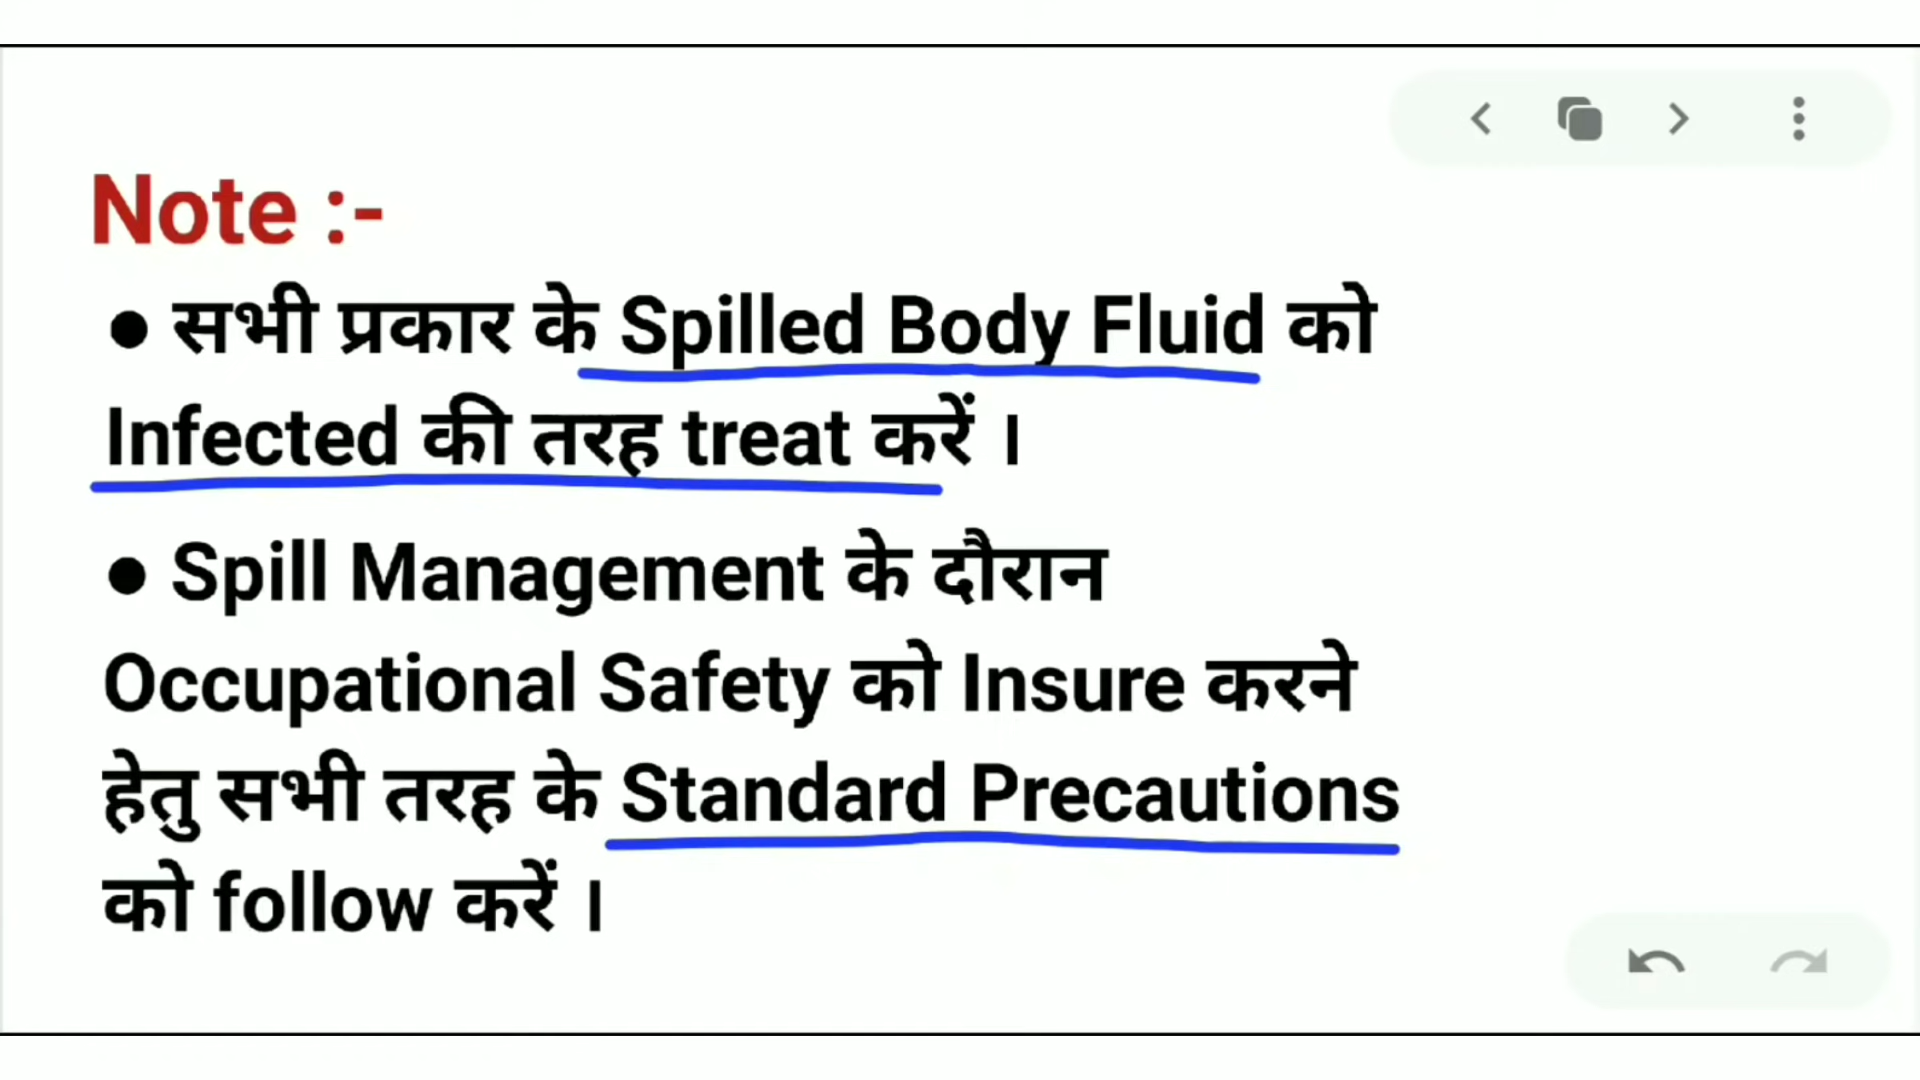 Note :-
● सभी प्रकार के Spilled Body Fluid को
Infected की तरह treat करें ।
● Spill Management के दौरान
Occupational Safety को Insure करने
हेतु सभी तरह के Standard Precautions
को follow करें ।